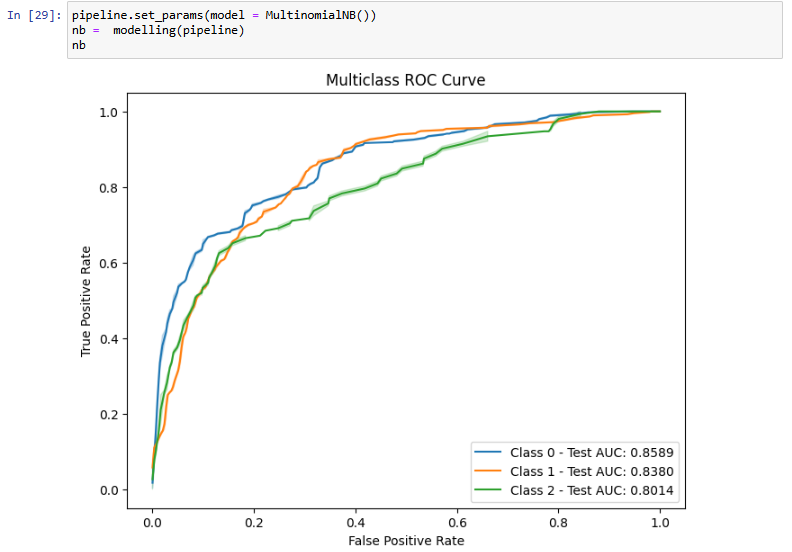 In [29]: pipeline.set_params(model = MultinomialNB())
nb =  modelling(pipeline)
nb
Multiclass ROC Curve
1.0
0.8
0.6
0.4
0.2
0.0
True Positive Rate
Class 0 - Test AUC: 0.8589
Class 1 - Test AUC: 0.8380
Class 2 - Test AUC: 0.8014
0.0 0.2 0.4 0.6 0.8 1.0
False Positive Rate